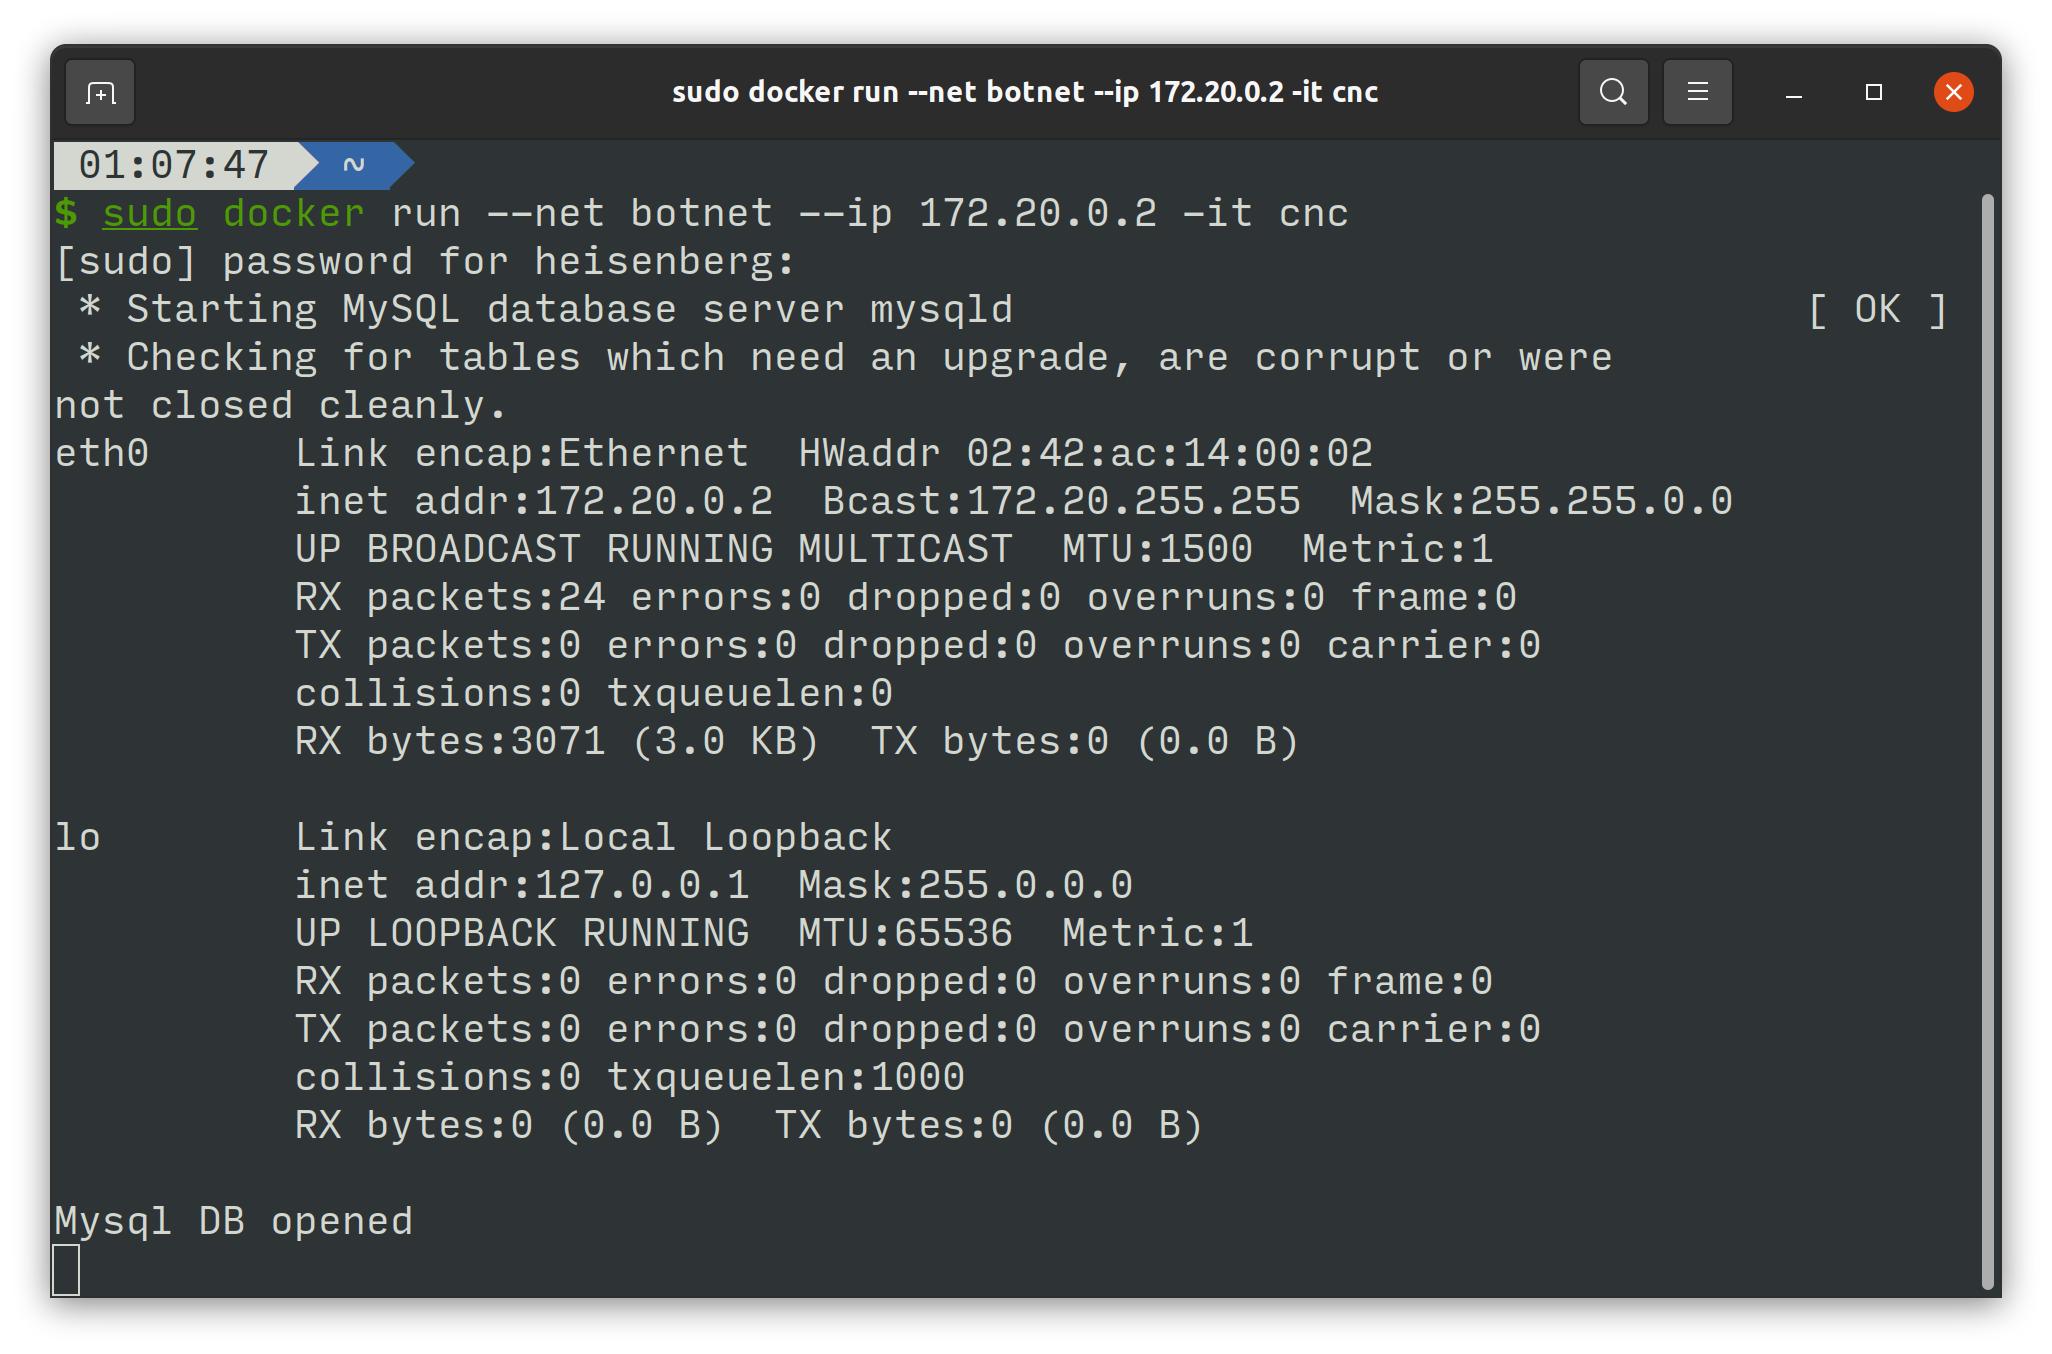 sudo docker run --net botnet --ip 172.20.0.2 -it cnc
01:07:47 ~
$ sudo docker run --net botnet --ip 172.20.0.2 -it cnc
[sudo] password for heisenberg:
 * Starting MySQL database server mysqld [ OK ]
 * Checking for tables which need an upgrade, are corrupt or were
not closed cleanly.
eth0      Link encap:Ethernet  HWaddr 02:42:ac:14:00:02
          inet addr:172.20.0.2  Bcast:172.20.255.255  Mask:255.255.0.0
          UP BROADCAST RUNNING MULTICAST  MTU:1500  Metric:1
          RX packets:24 errors:0 dropped:0 overruns:0 frame:0
          TX packets:0 errors:0 dropped:0 overruns:0 carrier:0
          collisions:0 txqueuelen:0
          RX bytes:3071 (3.0 KB)  TX bytes:0 (0.0 B)

lo        Link encap:Local Loopback
          inet addr:127.0.0.1  Mask:255.0.0.0
          UP LOOPBACK RUNNING  MTU:65536  Metric:1
          RX packets:0 errors:0 dropped:0 overruns:0 frame:0
          TX packets:0 errors:0 dropped:0 overruns:0 carrier:0
          collisions:0 txqueuelen:1000
          RX bytes:0 (0.0 B)  TX bytes:0 (0.0 B)

Mysql DB opened